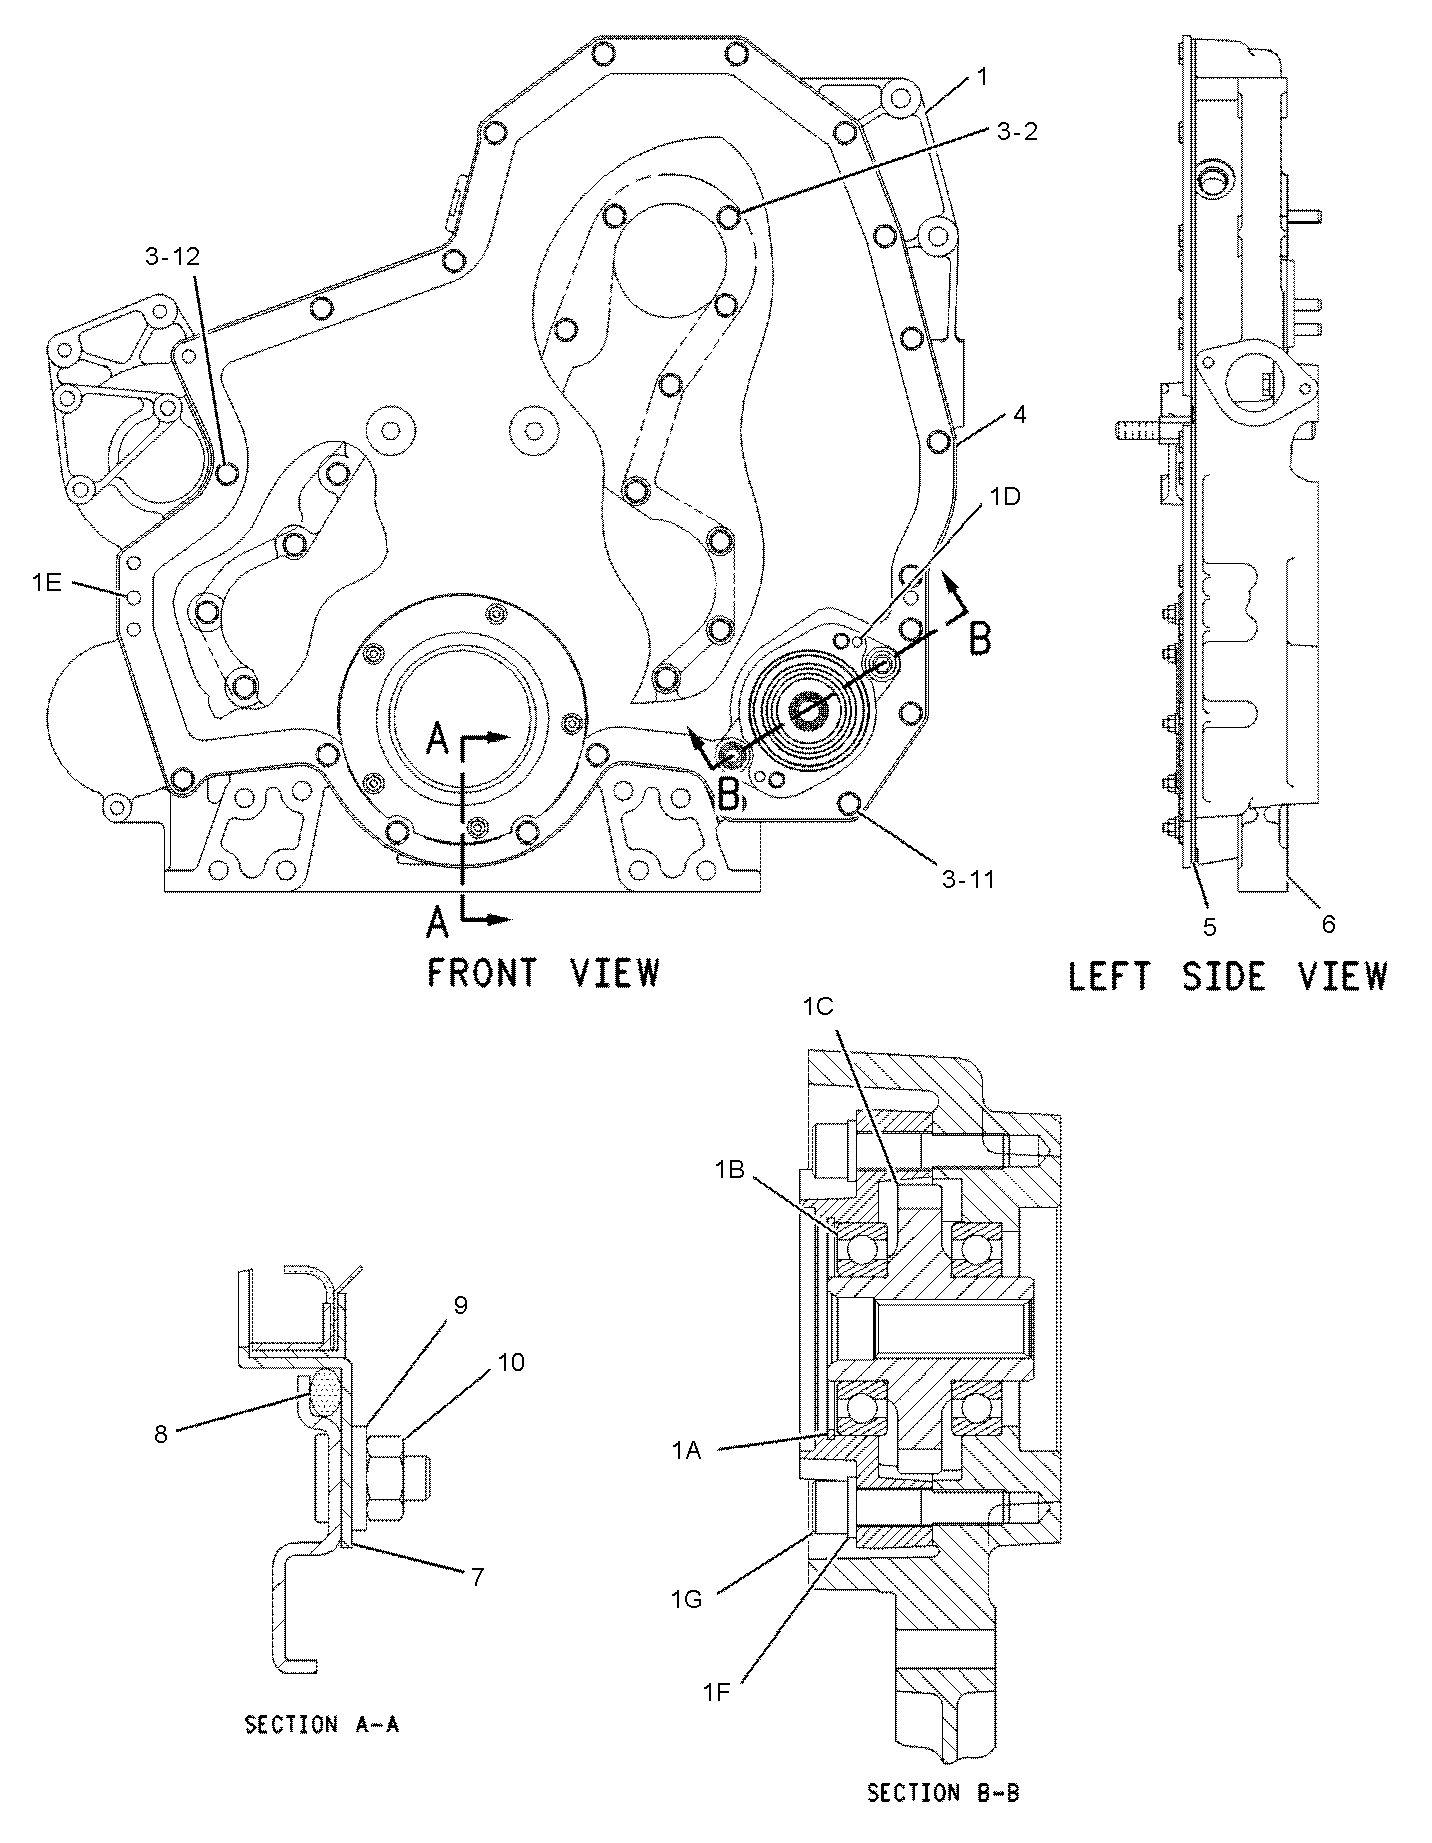 1
3-2
3-12
4
1D
1E
B
A
B
3-11
A
5
6
FRONT VIEW
LEFT SIDE VIEW
1C
1B
9
10
8
1A
7
1G
1F
SECTION A-A
SECTION B-B